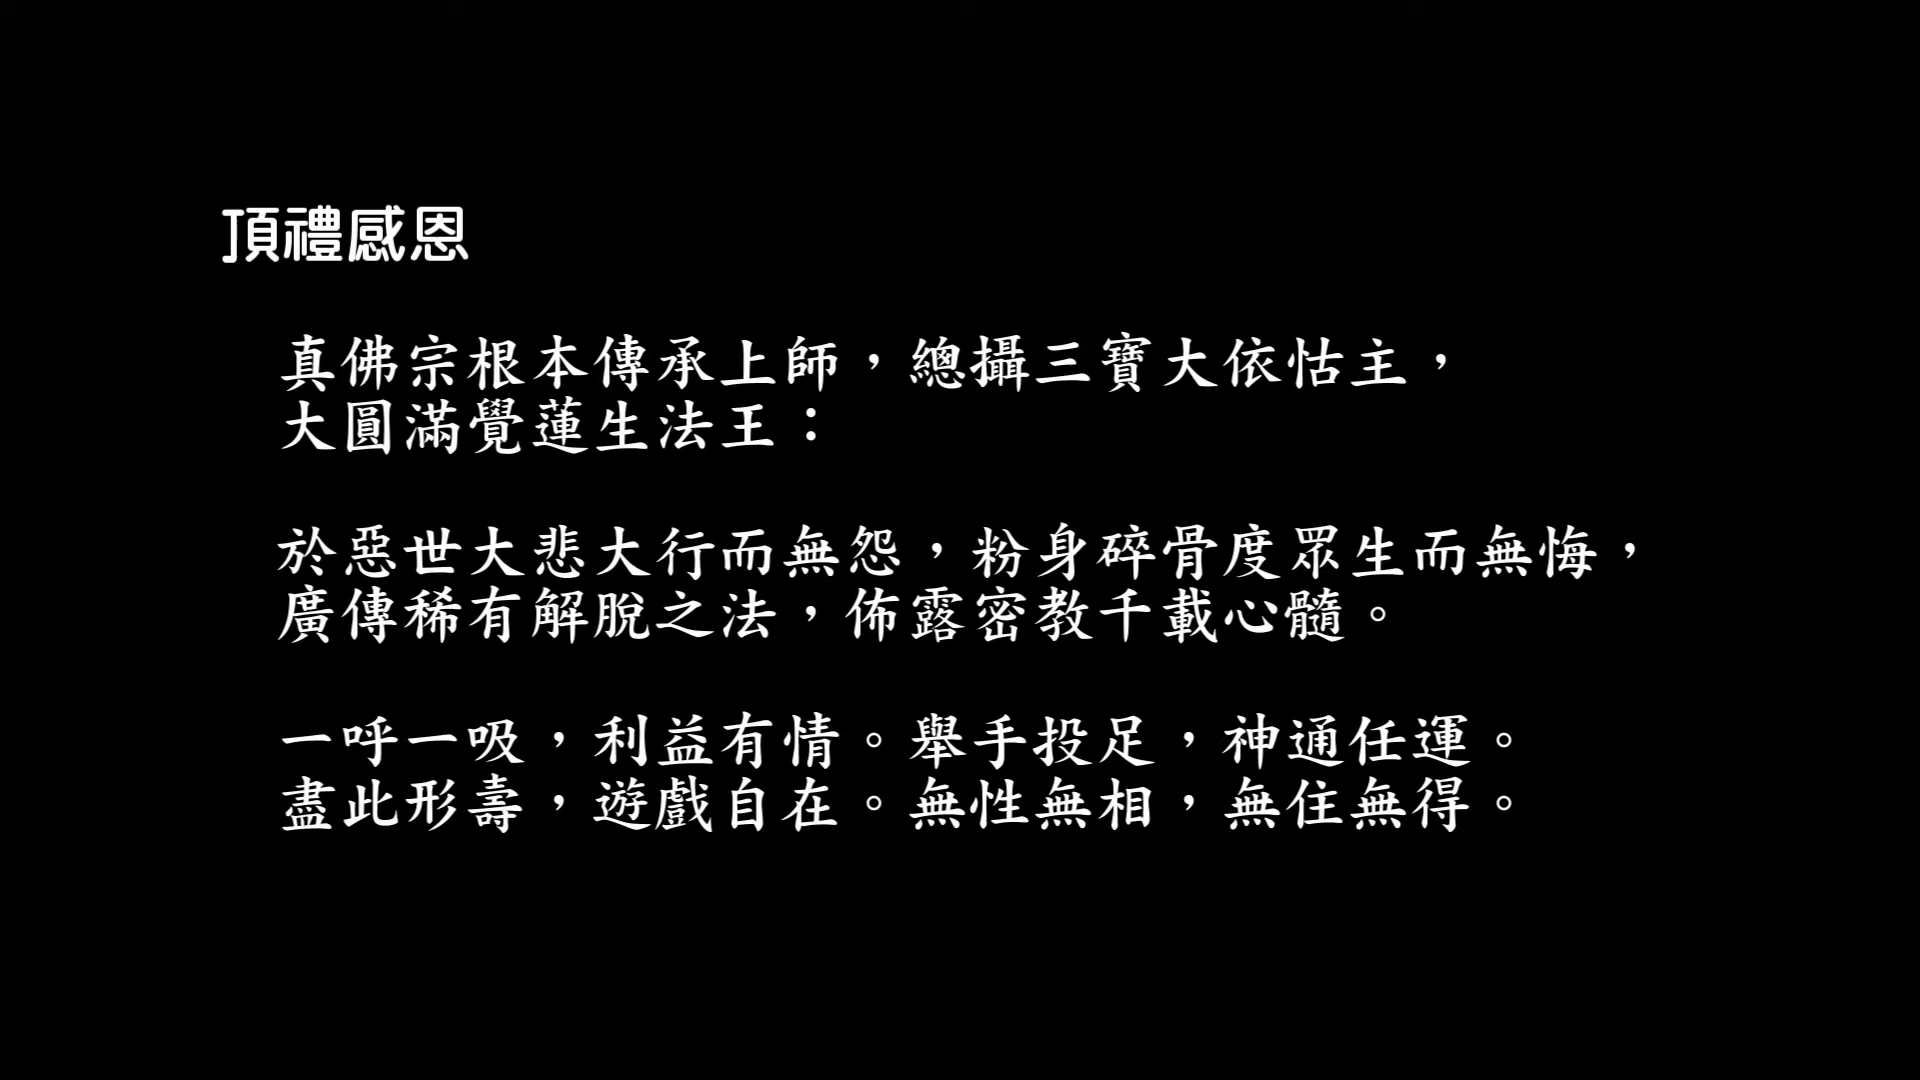 頂禮感恩
真佛宗根本傳承上師，總攝三寶大依怙主，
大圓滿覺蓮生法王：
於惡世大悲大行而無怨，粉身碎骨度眾生而無悔，
廣傳稀有解脫之法，佈露密教千載心髓。
一呼一吸，利益有情。舉手投足，神通任運。
盡此形壽，遊戲自在。無性無相，無住無得。